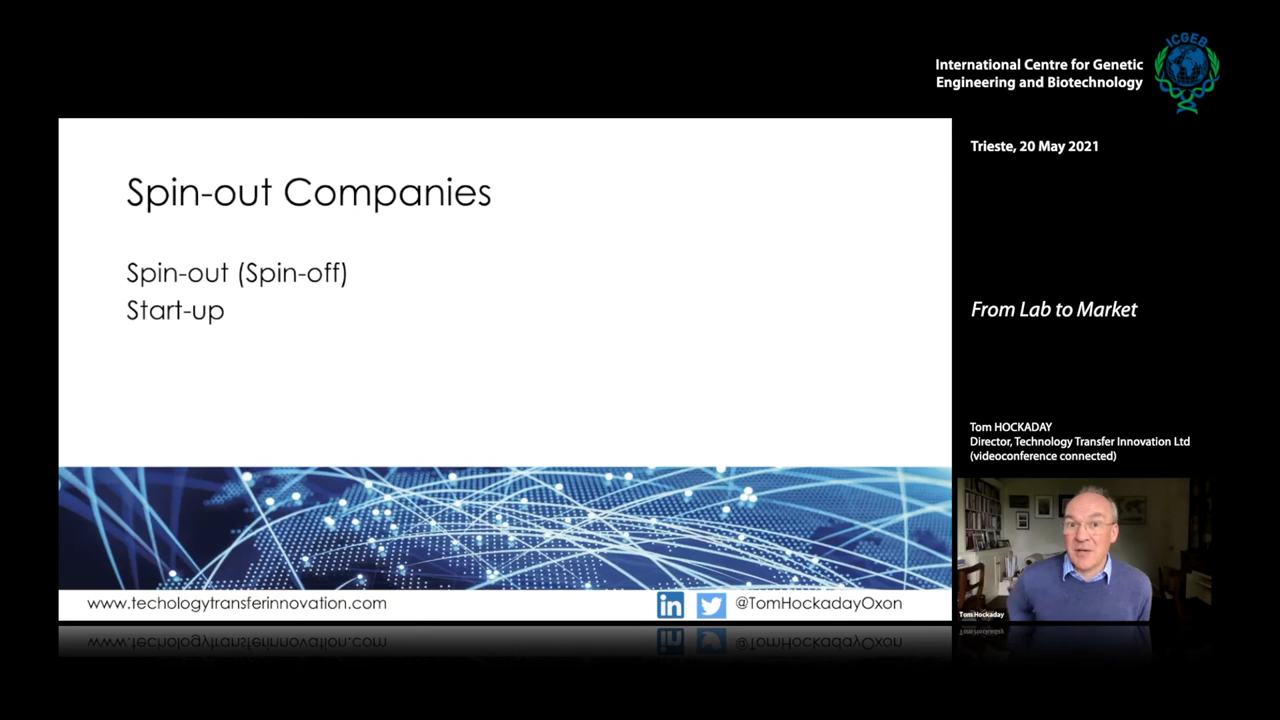 ICGEB
International Centre for Genetic
Engineering and Biotechnology
Trieste, 20 May 2021
Spin-out Companies
Spin-out (Spin-off)
Start-up
From Lab to Market
Tom HOCKADAY
Director, Technology Transfer Innovation Ltd
(videoconference connected)
Tom Hockaday
www.techologytransferinnovation.com
in
@TomHockadayOxon